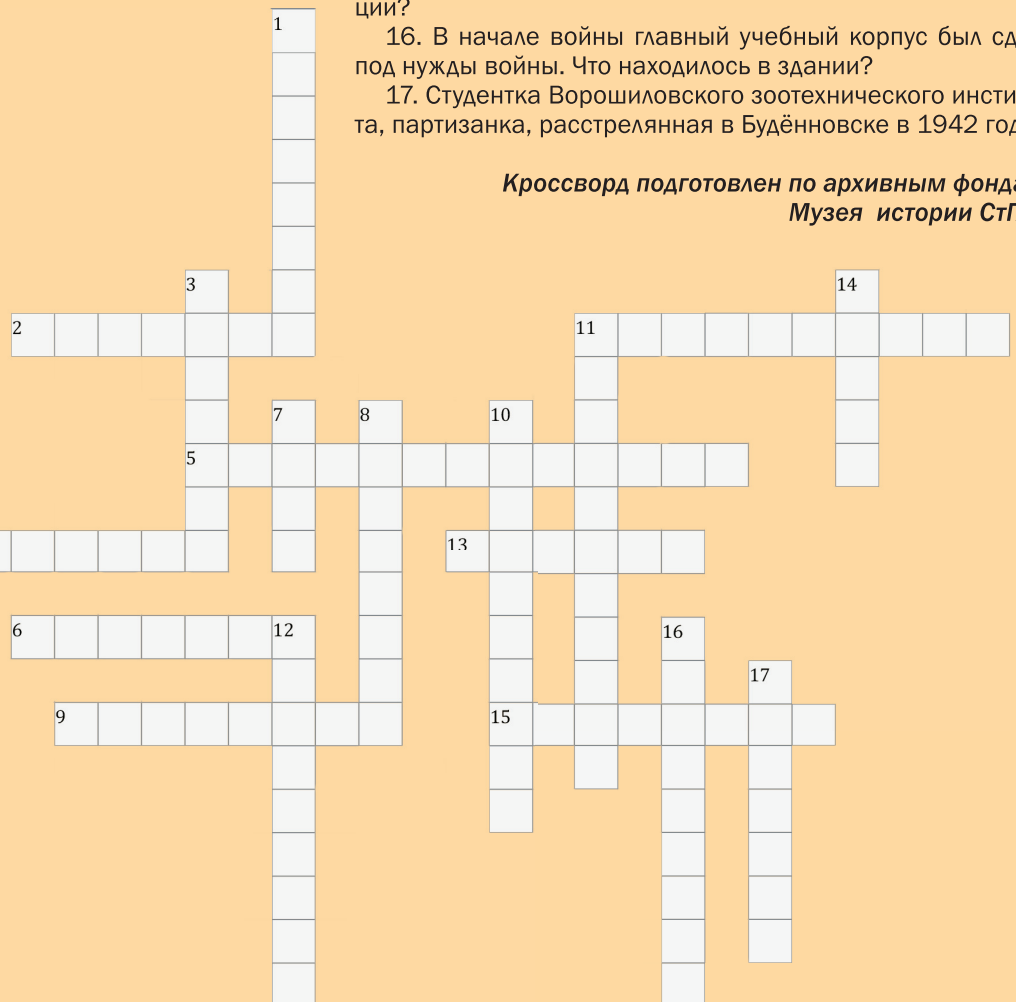 ции?
16. В начале войны главный учебный корпус был сд
под нужды войны. Что находилось в здании?
17. Студентка Ворошиловского зоотехнического инсти
та, партизанка, расстрелянная в Будённовске в 1942 год
Кроссворд подготовлен по архивным фонда
Музея истории СтГ
1
3
14
2
11
7
8
10
5
13
6
12
16
17
9
15